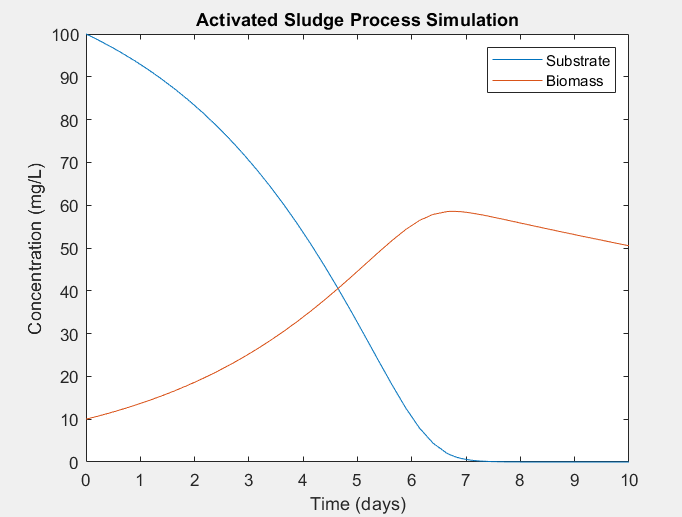 Activated Sludge Process Simulation
100
90
80
70
60
50
40
30
20
10
0
Substrate
Biomass
Concentration (mg/L)
0 1 2 3 4 5 6 7 8 9 10
Time (days)